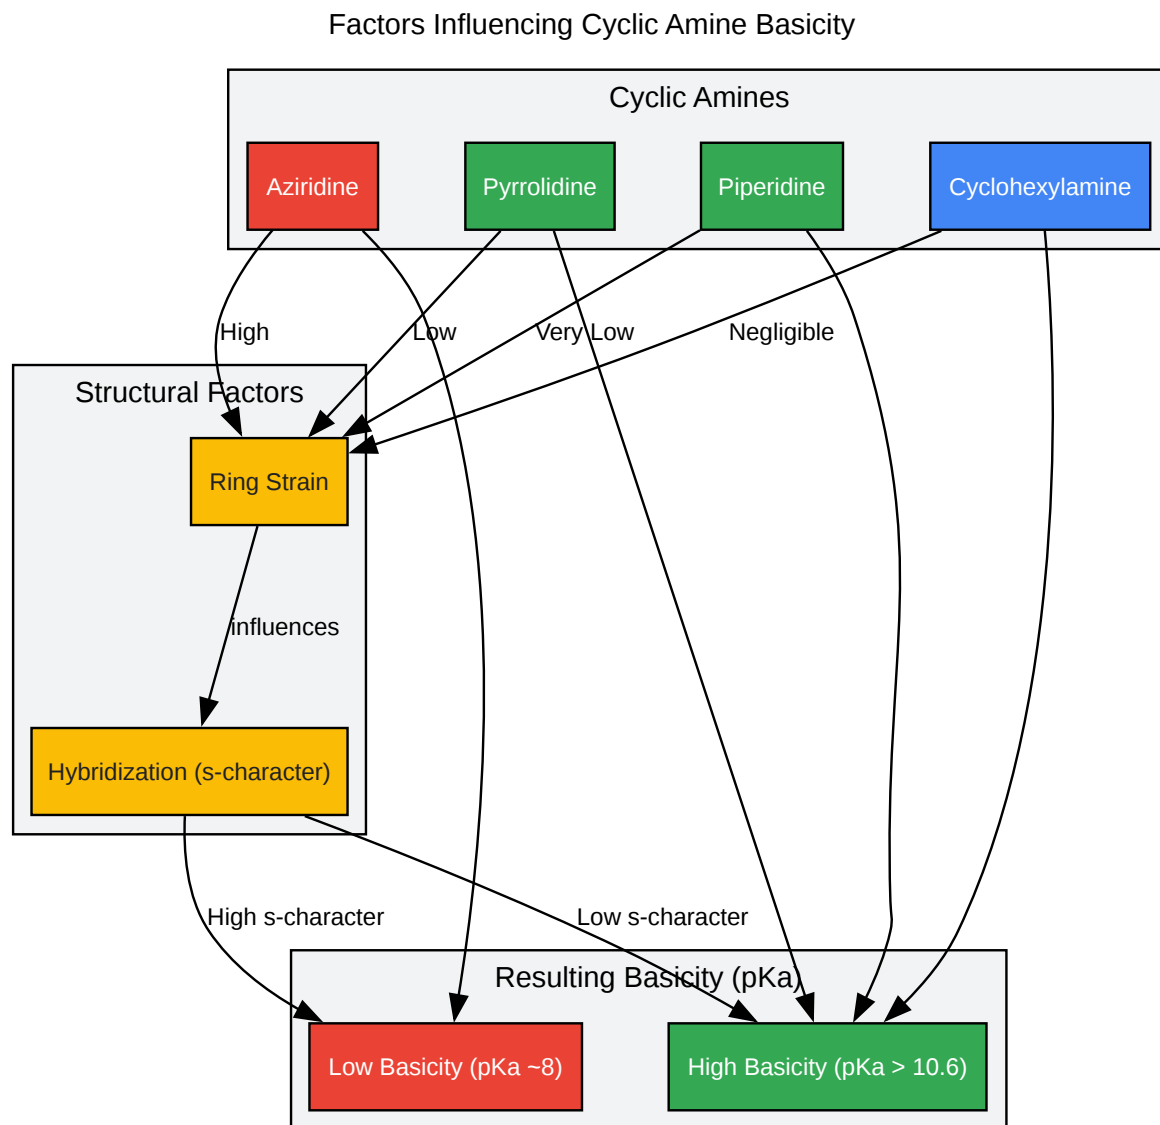 Factors Influencing Cyclic Amine Basicity
Cyclic Amines
Aziridine
Pyrrolidine
Piperidine
Cyclohexylamine
High
Low
Very Low
Negligible
Structural Factors
Ring Strain
influences
Hybridization (s-character)
High s-character
Low s-character
Resulting Basicity (pKa)
Low Basicity (pKa ~8)
High Basicity (pKa > 10.6)